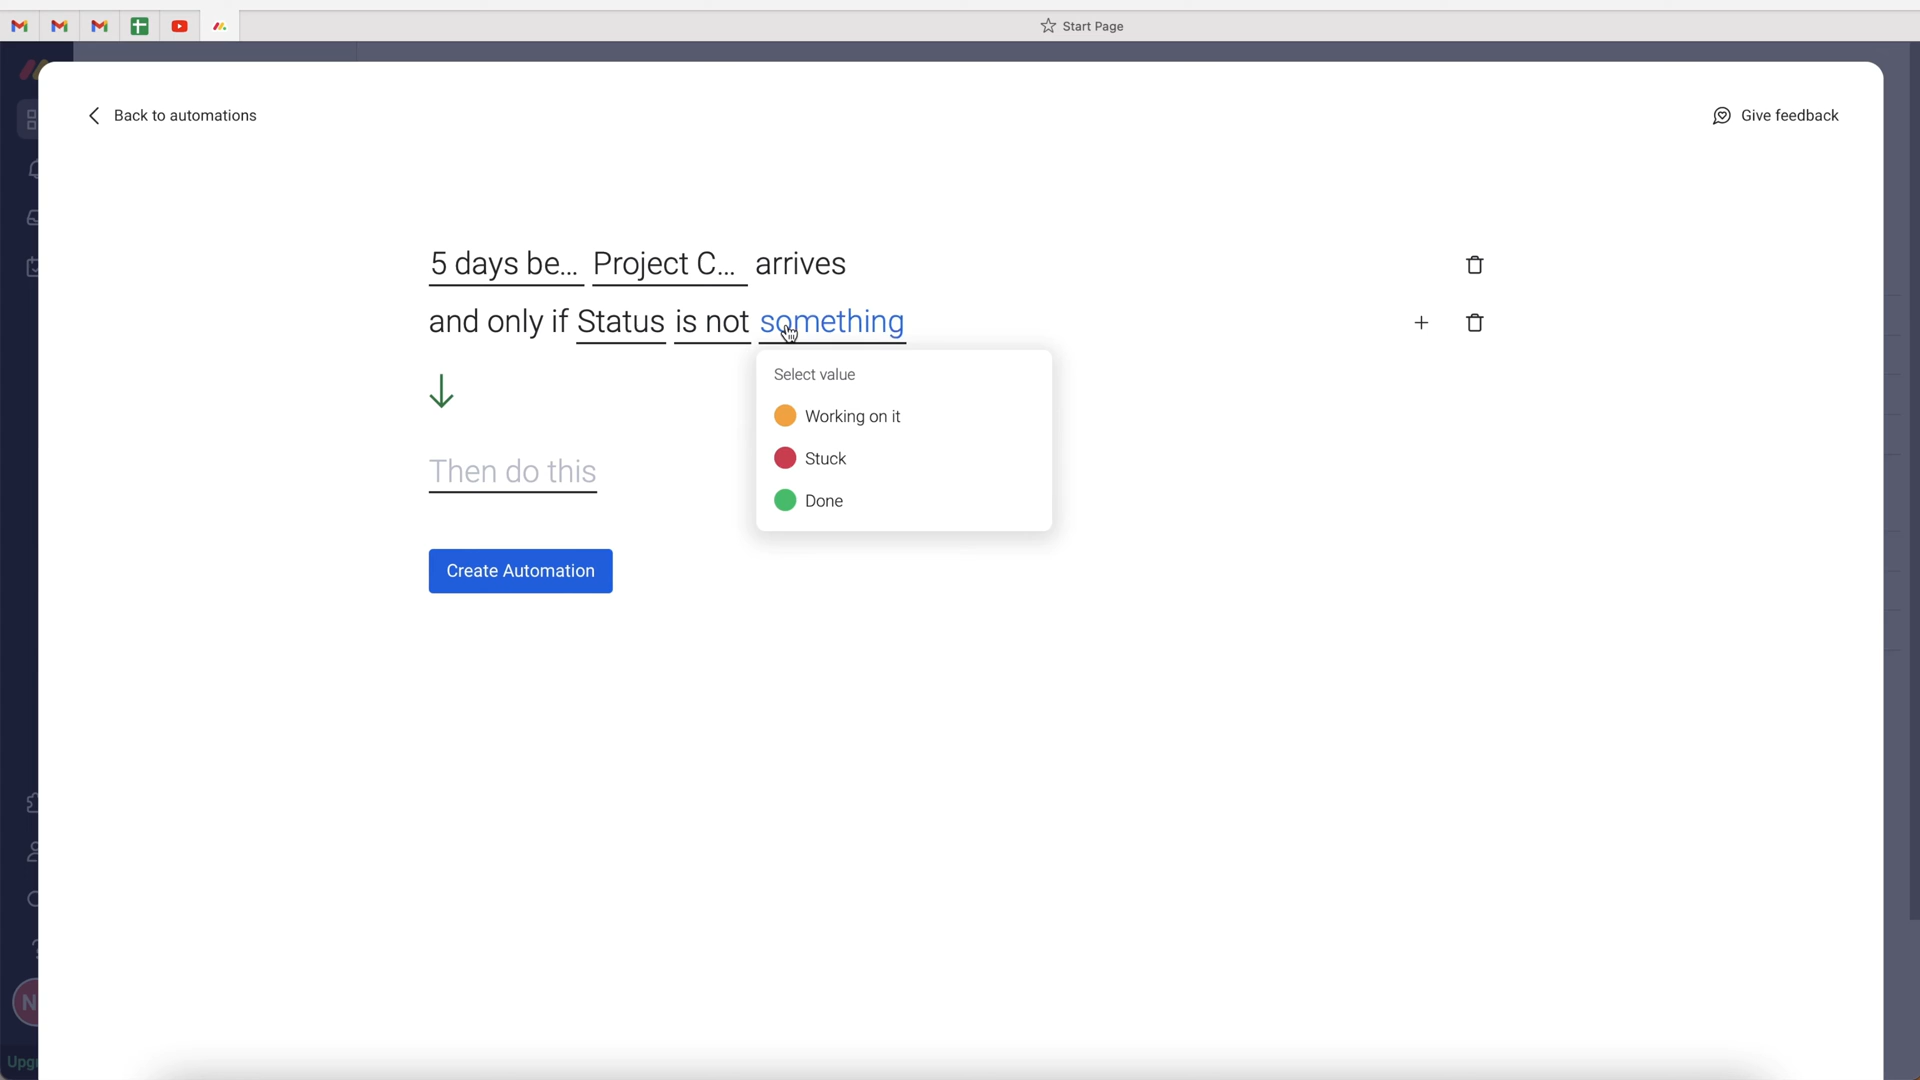 Start Page
Back to automations
Give feedback
5 days be... Project C... arrives
and only if Status is not something
Select value
Working on it
Stuck
Done
Then do this
Create Automation
N
Upgr